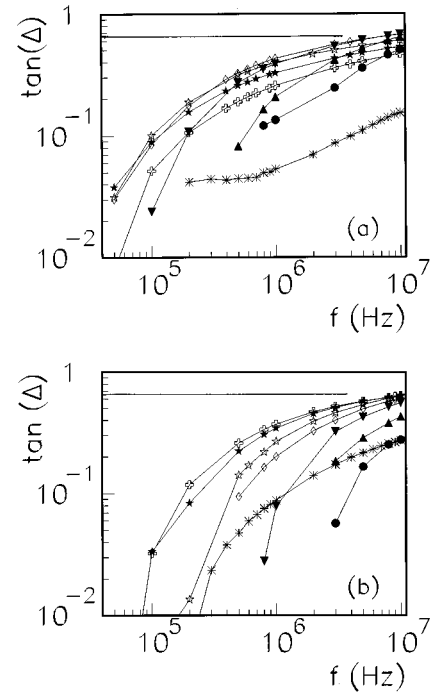 1
10⁻¹
10⁻²
tan(Δ)
(a)
10⁵ 10⁶ 10⁷
f (Hz)
1
10⁻¹
10⁻²
tan(Δ)
(b)
10⁵ 10⁶ 10⁷
f (Hz)